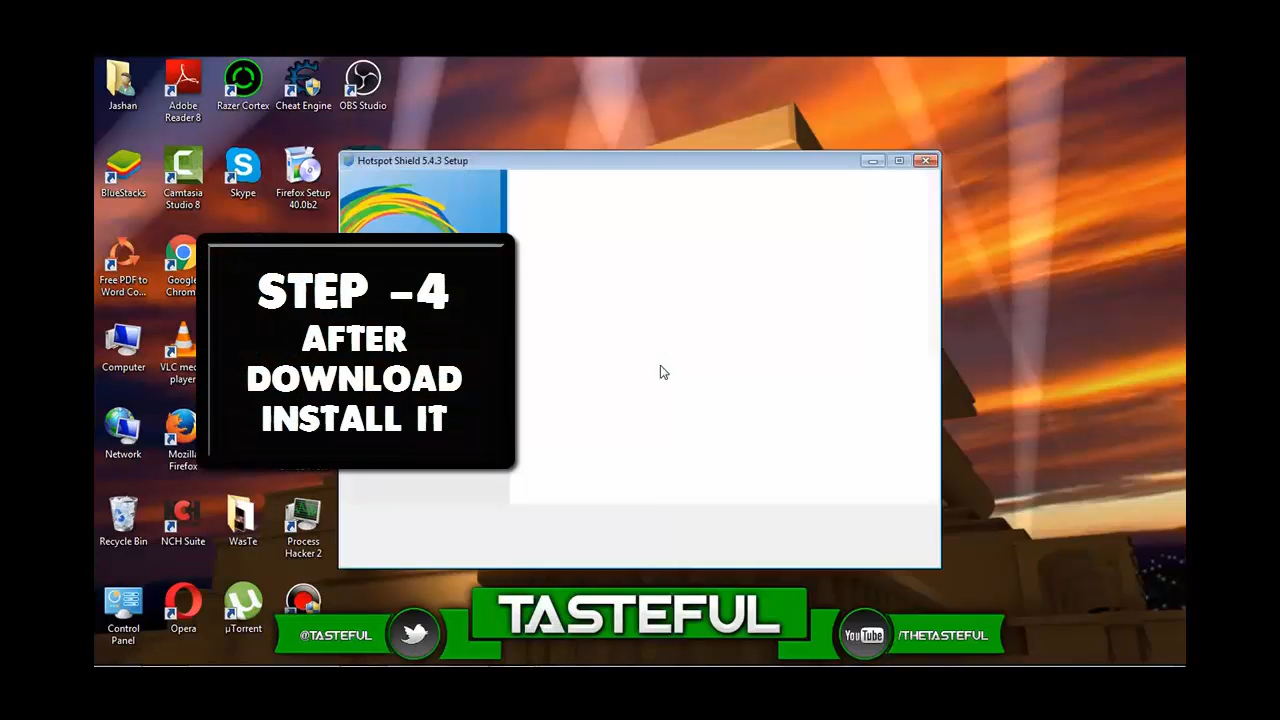 Jashan
Adobe
Reader 8
Razer Cortex
Cheat Engine
OBS Studio
Hotspot Shield 5.4.3 Setup
BlueStacks
Camtasia
Studio 8
Skype
Firefox Setup
40.0b2
Free PDF to
Word Co...
Google
Chrom
STEP -4
AFTER
DOWNLOAD
INSTALL IT
Computer
VLC med
player
Network
Mozill
Firefox
Recycle Bin
NCH Suite
WasTe
Process
Hacker 2
Control
Panel
Opera
µTorrent
@TASTEFUL
TASTEFUL
YouTube
/THETASTEFUL